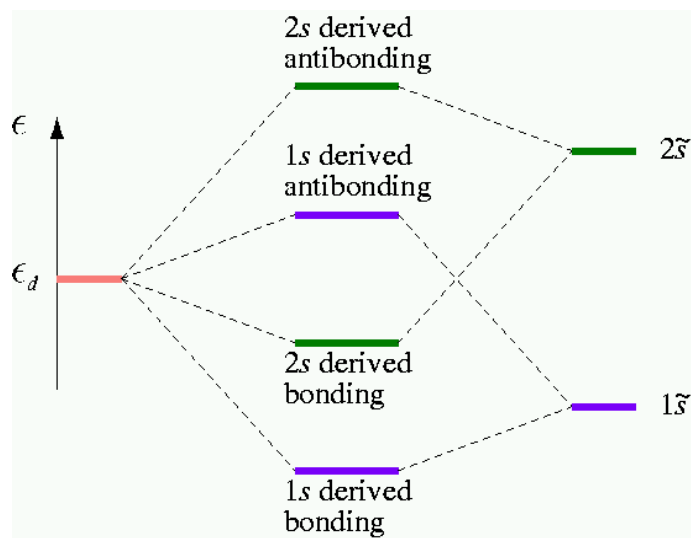 2s derived
antibonding
ϵ
1s derived
antibonding
2s̃
ϵd
2s derived
bonding
1s̃
1s derived
bonding